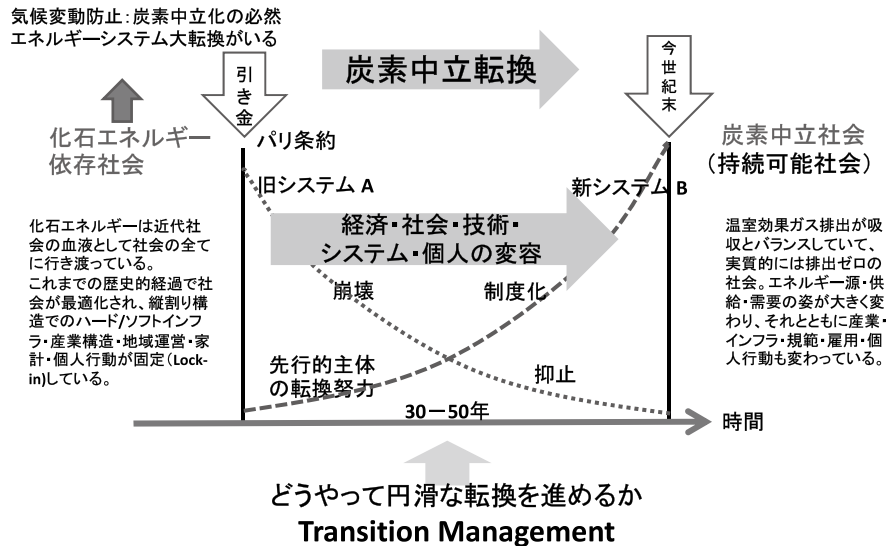 気候変動防止：炭素中立化の必然
エネルギーシステム大転換がいる
引き金
炭素中立転換
今世紀末
化石エネルギー
依存社会
パリ条約
炭素中立社会
（持続可能社会）
旧システム A
新システム B
経済・社会・技術・
システム・個人の変容
化石エネルギーは近代社
会の血液として社会の全て
に行き渡っている。
これまでの歴史的経過で社
会が最適化され、縦割り構
造でのハード/ソフトインフ
ラ・産業構造・地域運営・家
計・個人行動が固定（Lock-
in）している。
温室効果ガス排出が吸
収とバランスしていて、
実質的には排出ゼロの
社会。エネルギー源・供
給・需要の姿が大きく変
わり、それとともに産業・
インフラ・規範・雇用・個
人行動も変わっている。
崩壊
制度化
先行的主体
の転換努力
抑止
30－50年
時間
どうやって円滑な転換を進めるか
Transition Management